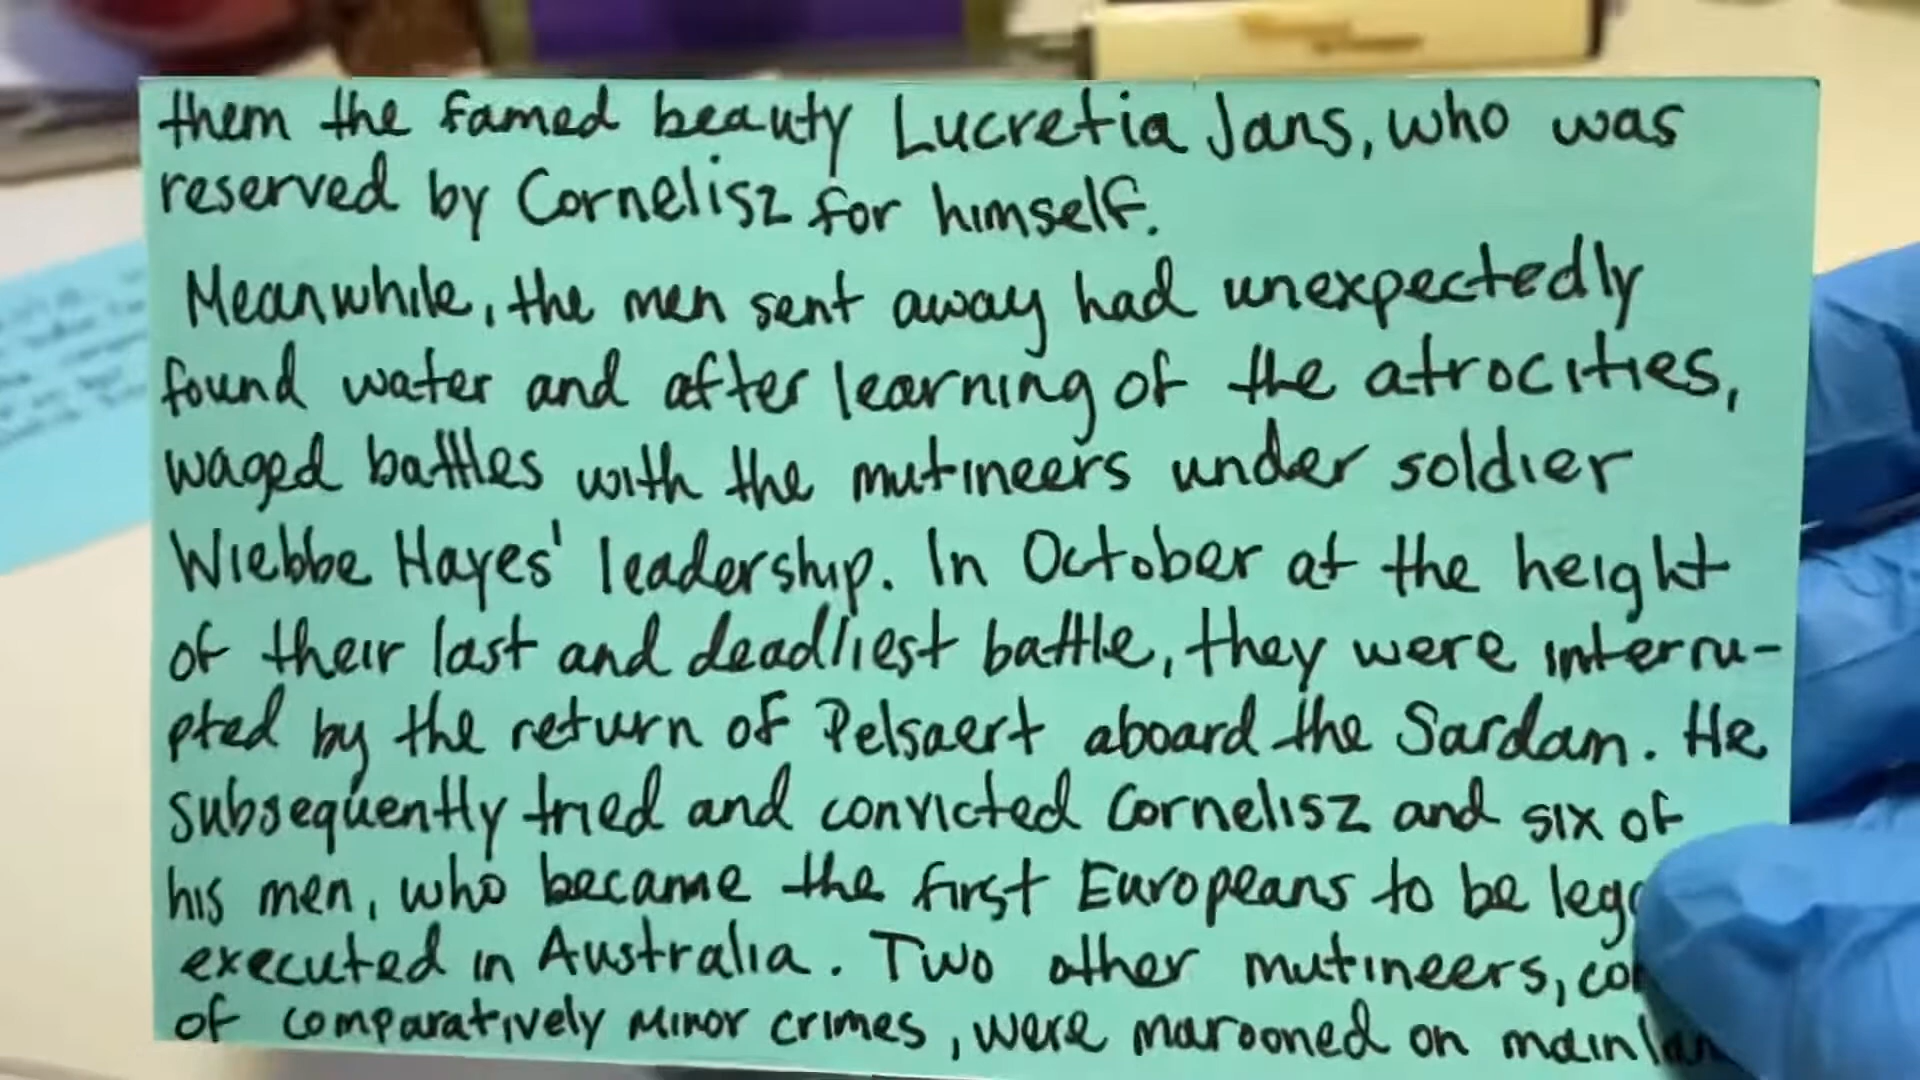 them the famed beauty Lucretia Jans, who was
reserved by Cornelisz for himself.
Meanwhile, the men sent away had unexpectedly
found water and after learning of the atrocities,
waged battles with the mutineers under soldier
Wiebbe Hayes' leadership. In October at the height
of their last and deadliest battle, they were interru-
pted by the return of Pelsaert aboard the Sardam. He
subsequently tried and convicted Cornelisz and six of
his men, who became the first Europeans to be
executed in Australia. Two other mutineers,
of comparatively minor crimes, were marooned on